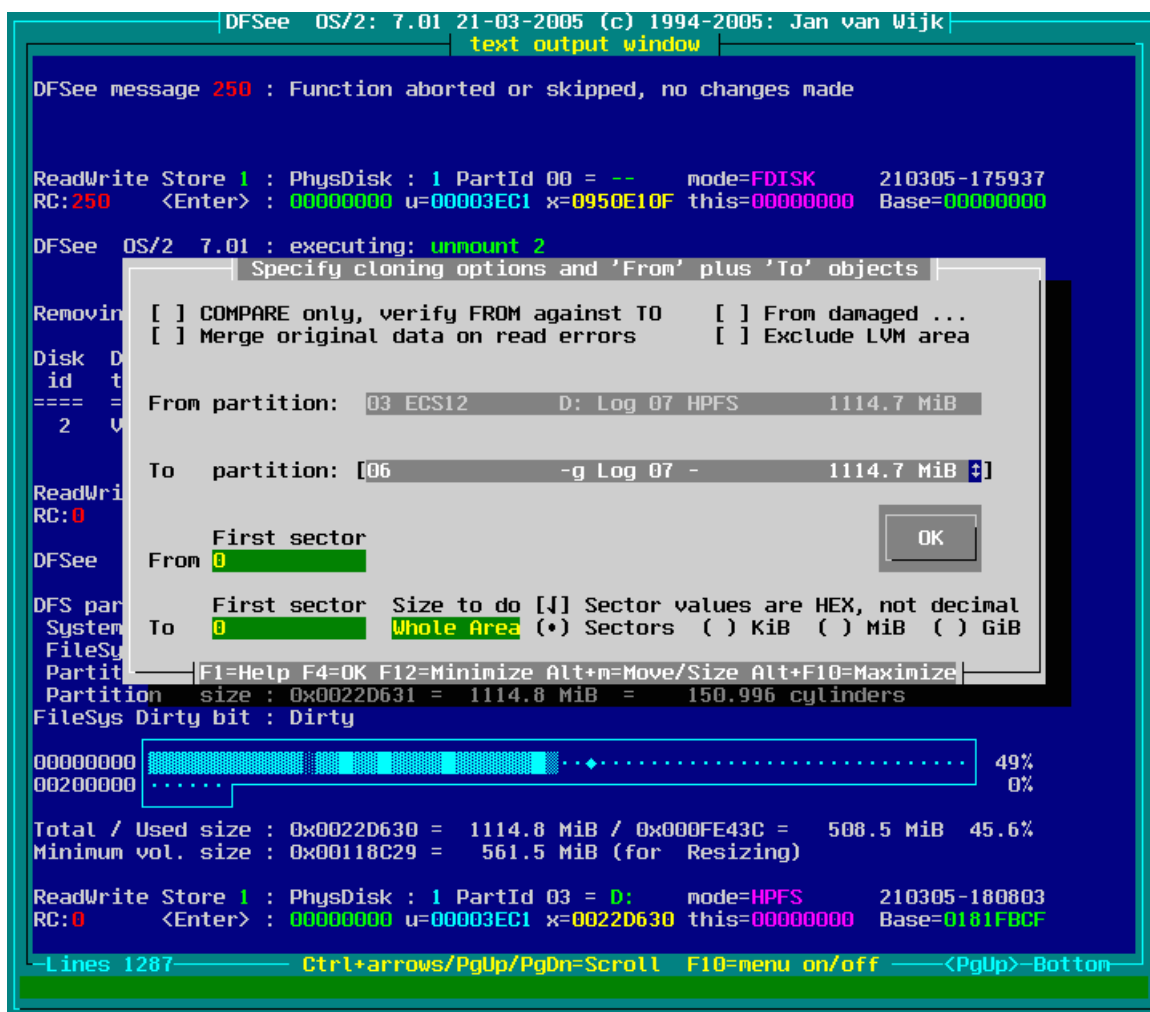 DFSee OS/2: 7.01 21-03-2005 (c) 1994-2005: Jan van Wijk
text output window
DFSee message 250 : Function aborted or skipped, no changes made
ReadWrite Store 1 : PhysDisk : 1 PartId 00 = -- mode=FDISK 210305-175937
RC:250 <Enter> : 00000000 u=00003EC1 x=0950E10F this=00000000 Base=00000000
DFSee OS/2 7.01 : executing: unmount 2
Specify cloning options and 'From' plus 'To' objects
Removin [ ] COMPARE only, verify FROM against TO [ ] From damaged ...
[ ] Merge original data on read errors [ ] Exclude LVM area
Disk D
id t
==== = From partition: 03 ECS12 D: Log 07 HPFS 1114.7 MiB
2 V
To partition: [06 -g Log 07 - 1114.7 MiB ↕]
ReadWri
RC:0
First sector OK
DFSee From 0
DFS par First sector Size to do [√] Sector values are HEX, not decimal
System To 0 Whole Area (•) Sectors ( ) KiB ( ) MiB ( ) GiB
FileSy
Partit F1=Help F4=OK F12=Minimize Alt+m=Move/Size Alt+F10=Maximize
Partition size : 0x0022D631 = 1114.8 MiB = 150.996 cylinders
FileSys Dirty bit : Dirty
00000000 49%
00200000 0%
Total / Used size : 0x0022D630 = 1114.8 MiB / 0x000FE43C = 508.5 MiB 45.6%
Minimum vol. size : 0x00118C29 = 561.5 MiB (for Resizing)
ReadWrite Store 1 : PhysDisk : 1 PartId 03 = D: mode=HPFS 210305-180803
RC:0 <Enter> : 00000000 u=00003EC1 x=0022D630 this=00000000 Base=0181FBCF
Lines 1287 Ctrl+arrows/PgUp/PgDn=Scroll F10=menu on/off <PgUp>-Bottom